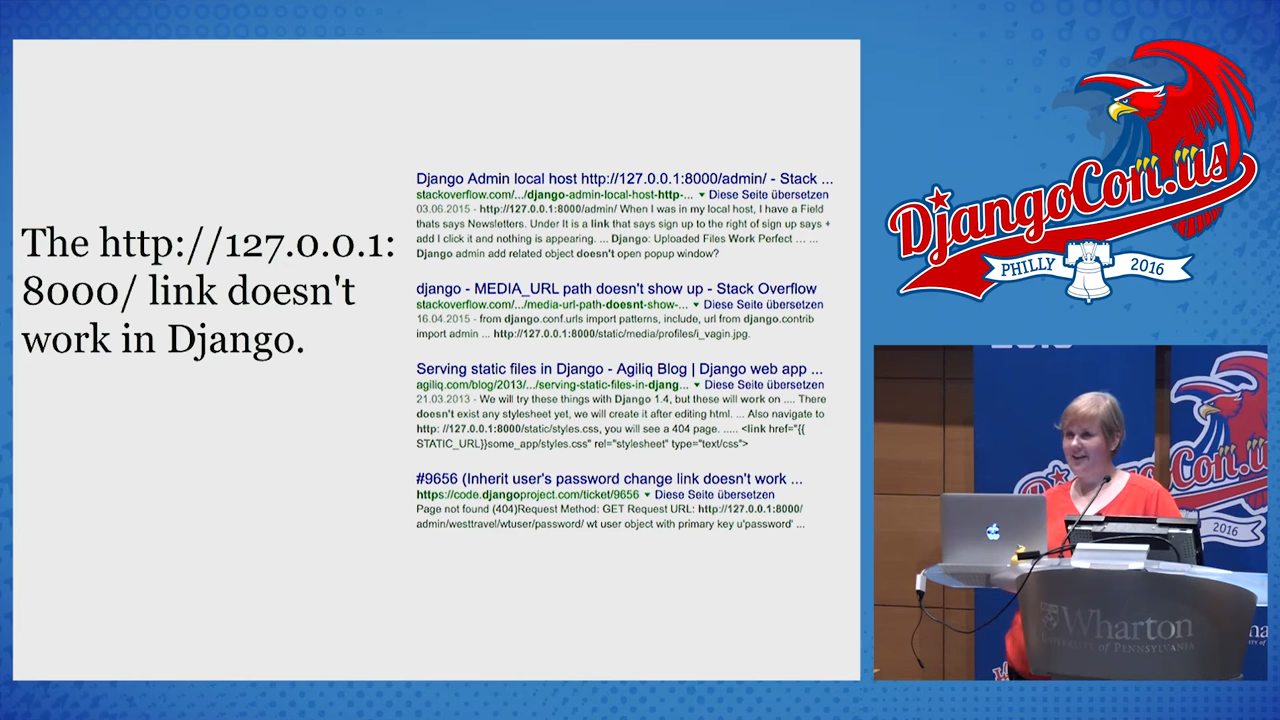 The http://127.0.0.1:
8000/ link doesn't
work in Django.
Django Admin local host http://127.0.0.1:8000/admin/ - Stack ...
stackoverflow.com/.../django-admin-local-host-http-... ▼ Diese Seite übersetzen
03.06.2015 - http://127.0.0.1:8000/admin/ When I was in my local host, I have a Field
thats says Newsletters. Under It is a link that says sign up to the right of sign up says +
add I click it and nothing is appearing. ... Django: Uploaded Files Work Perfect ... ...
Django admin add related object doesn't open popup window?
django - MEDIA_URL path doesn't show up - Stack Overflow
stackoverflow.com/.../media-url-path-doesnt-show-... ▼ Diese Seite übersetzen
16.04.2015 - from django.conf.urls import patterns, include, url from django.contrib
import admin ... http://127.0.0.1:8000/static/media/profiles/i_vagin.jpg.
Serving static files in Django - Agiliq Blog | Django web app ...
agiliq.com/blog/2013/.../serving-static-files-in-djang... ▼ Diese Seite übersetzen
21.03.2013 - We will try these things with Django 1.4, but these will work on .... There
doesn't exist any stylesheet yet, we will create it after editing html. ... Also navigate to
http: //127.0.0.1:8000/static/styles.css, you will see a 404 page. ..... <link href="{{
STATIC_URL}}some_app/styles.css" rel="stylesheet" type="text/css">
#9656 (Inherit user's password change link doesn't work ...
https://code.djangoproject.com/ticket/9656 ▼ Diese Seite übersetzen
Page not found (404)Request Method: GET Request URL: http://127.0.0.1:8000/
admin/westtravel/wtuser/password/ wt user object with primary key u'password' ...
DjangoCon.us
PHILLY 2016
DjangoCon.us
2016
Wharton
UNIVERSITY OF PENNSYLVANIA